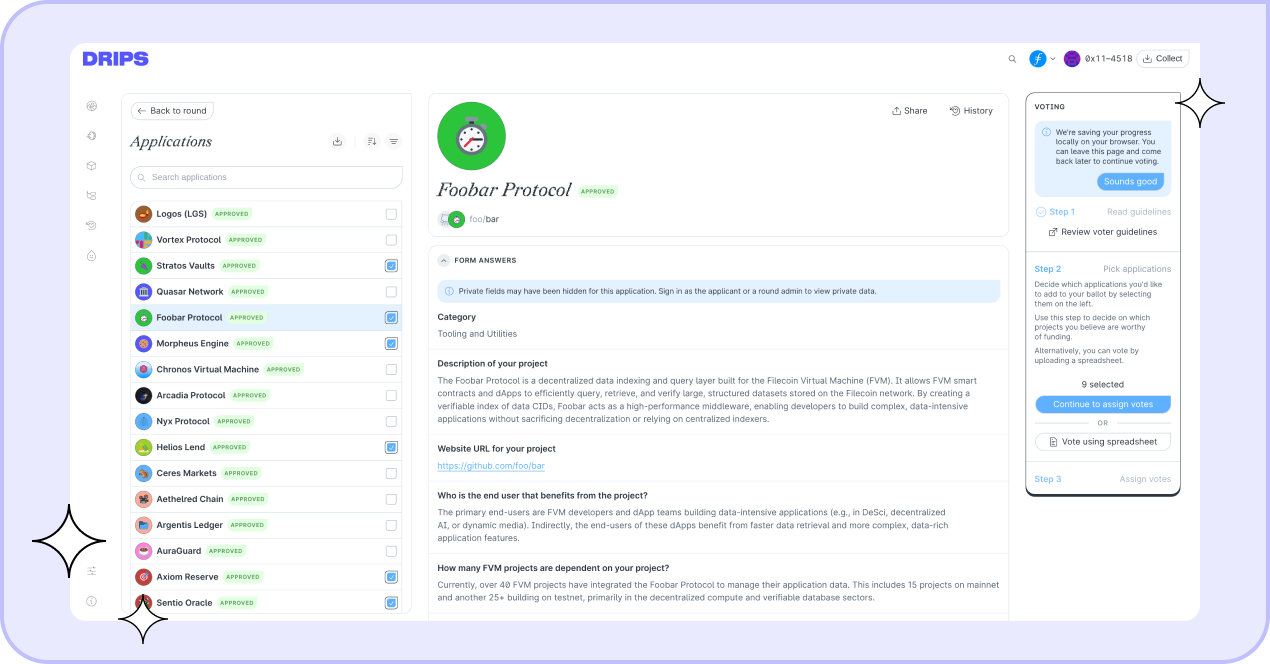 DRIPS
0x11–4518
Collect
Back to round
Applications
Search applications
Logos (LGS) APPROVED
Vortex Protocol APPROVED
Stratos Vaults APPROVED
Quasar Network APPROVED
Foobar Protocol APPROVED
Morpheus Engine APPROVED
Chronos Virtual Machine APPROVED
Arcadia Protocol APPROVED
Nyx Protocol APPROVED
Helios Lend APPROVED
Ceres Markets APPROVED
Aethelred Chain APPROVED
Argentis Ledger APPROVED
AuraGuard APPROVED
Axiom Reserve APPROVED
Sentio Oracle APPROVED
Share
History
Foobar Protocol APPROVED
foo/bar
FORM ANSWERS
Private fields may have been hidden for this application. Sign in as the applicant or a round admin to view private data.
Category
Tooling and Utilities
Description of your project
The Foobar Protocol is a decentralized data indexing and query layer built for the Filecoin Virtual Machine (FVM). It allows FVM smart
contracts and dApps to efficiently query, retrieve, and verify large, structured datasets stored on the Filecoin network. By creating a
verifiable index of data CIDs, Foobar acts as a high-performance middleware, enabling developers to build complex, data-intensive
applications without sacrificing decentralization or relying on centralized indexers.
Website URL for your project
https://github.com/foo/bar
Who is the end user that benefits from the project?
The primary end-users are FVM developers and dApp teams building data-intensive applications (e.g., in DeSci, decentralized
AI, or dynamic media). Indirectly, the end-users of these dApps benefit from faster data retrieval and more complex, data-rich
application features.
How many FVM projects are dependent on your project?
Currently, over 40 FVM projects have integrated the Foobar Protocol to manage their application data. This includes 15 projects on mainnet
and another 25+ building on testnet, primarily in the decentralized compute and verifiable database sectors.
VOTING
We're saving your progress
locally on your browser. You
can leave this page and come
back later to continue voting.
Sounds good
Step 1 Read guidelines
Review voter guidelines
Step 2 Pick applications
Decide which applications you'd like
to add to your ballot by selecting
them on the left.
Use this step to decide on which
projects you believe are worthy
of funding.
Alternatively, you can vote by
uploading a spreadsheet.
9 selected
Continue to assign votes
OR
Vote using spreadsheet
Step 3 Assign votes